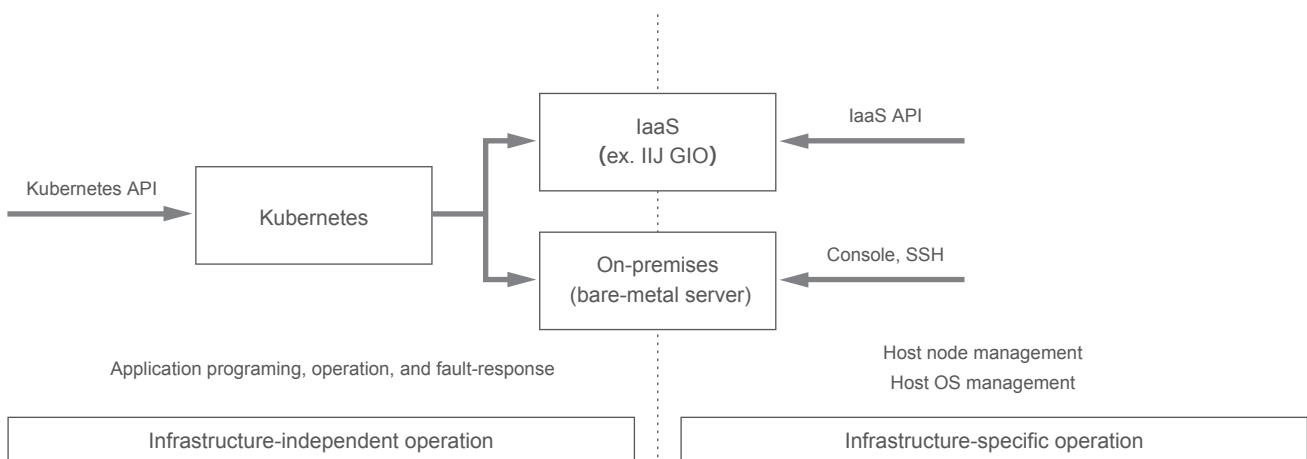 IaaS
(ex. IIJ GIO)
IaaS API
Kubernetes API
Kubernetes
On-premises
(bare-metal server)
Console, SSH
Application programing, operation, and fault-response
Host node management
Host OS management
Infrastructure-independent operation
Infrastructure-specific operation